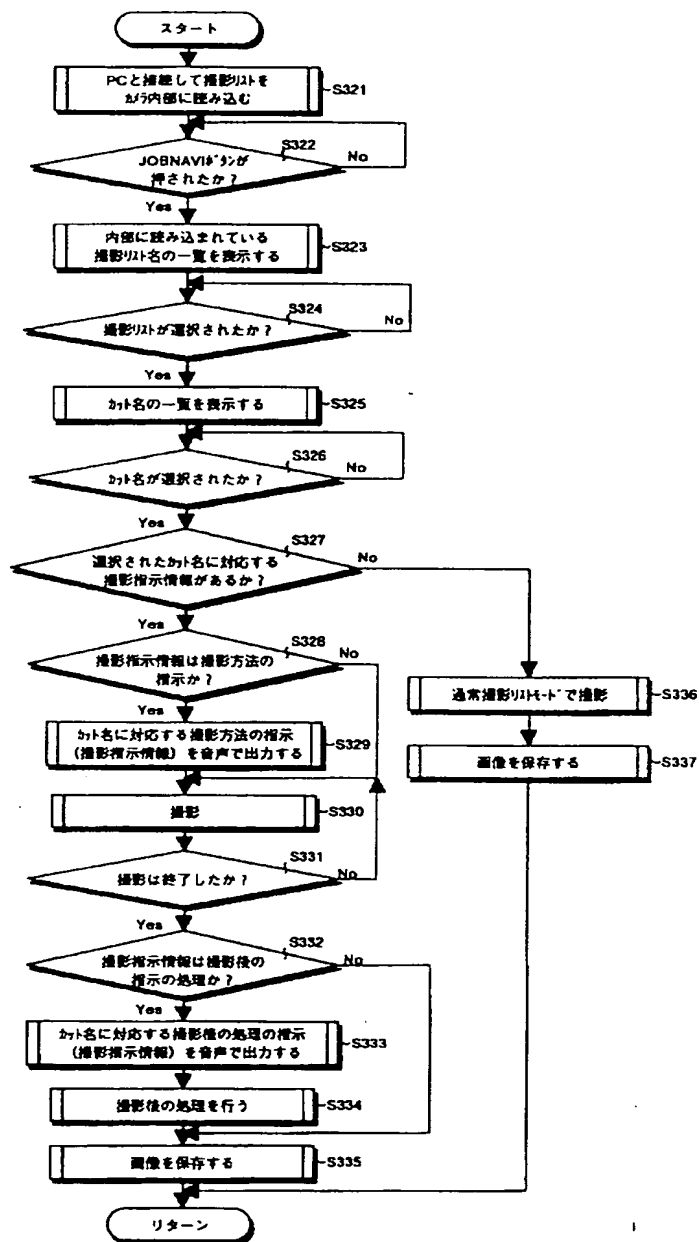 スタート
PCと接続して撮影リストを
カメラ内部に読み込む
S321
S322
JOBNAVIボタンが
押されたか?
No
Yes
内部に読み込まれている
撮影リスト名の一覧を表示する
S323
S324
撮影リストが選択されたか?
No
Yes
カット名の一覧を表示する
S325
S326
カット名が選択されたか?
No
Yes
S327
選択されたカット名に対応する
撮影指示情報があるか?
No
Yes
S328
撮影指示情報は撮影方法の
指示か?
No
Yes
カット名に対応する撮影方法の指示
(撮影指示情報)を音声で出力する
S329
通常撮影リストモードで撮影
S336
画像を保存する
S337
撮影
S330
S331
撮影は終了したか?
No
Yes
S332
撮影指示情報は撮影後の
指示の処理か?
No
Yes
カット名に対応する撮影後の処理の指示
(撮影指示情報)を音声で出力する
S333
撮影後の処理を行う
S334
画像を保存する
S335
リターン